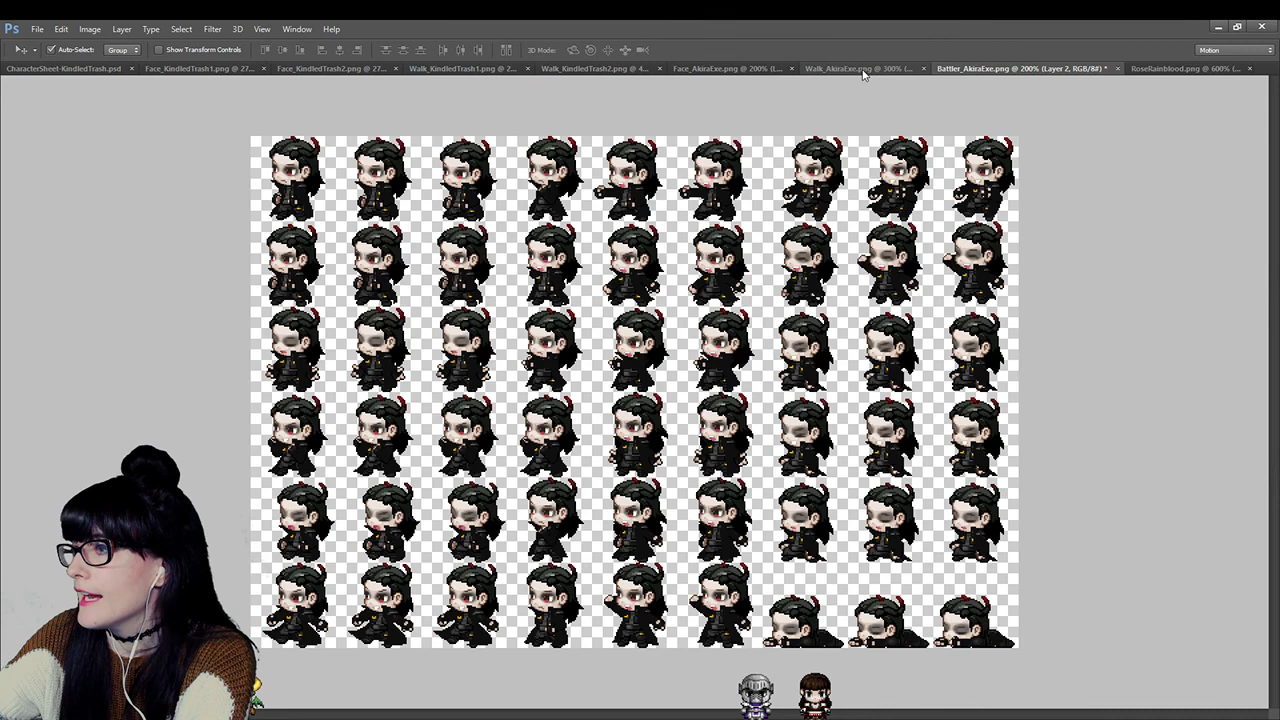 Ps File Edit Image Layer Type Select Filter 3D View Window Help
Auto-Select: Group Show Transform Controls 3D Mode: Motion
CharacterSheet-KindledTrash.psd Face_KindledTrash1.png @ 27... Face_KindledTrash2.png @ 27... Walk_KindledTrash1.png @ 2... Walk_KindledTrash2.png @ 4... Face_AkiraExe.png @ 200% (L... Walk_AkiraExe.png @ 300% (... Battler_AkiraExe.png @ 200% (Layer 2, RGB/8#) * RoseRainblood.png @ 600% (...